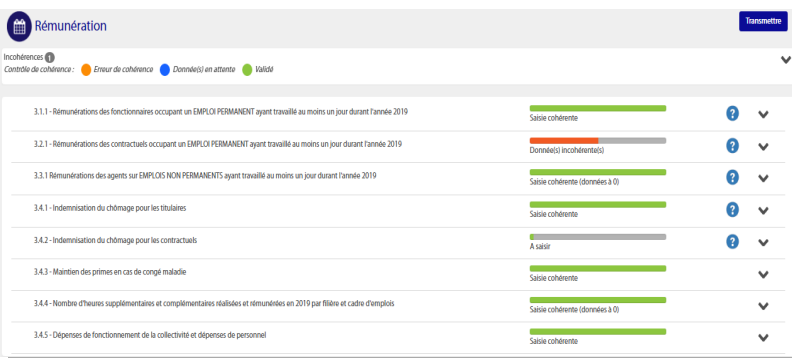 Rémunération
Transmettre
Incohérences 1
Contrôle de cohérence : Erreur de cohérence Donnée(s) en attente Validé
3.1.1 - Rémunérations des fonctionnaires occupant un EMPLOI PERMANENT ayant travaillé au moins un jour durant l'année 2019
Saisie cohérente
?
3.2.1 - Rémunérations des contractuels occupant un EMPLOI PERMANENT ayant travaillé au moins un jour durant l'année 2019
Donnée(s) incohérente(s)
?
3.3.1 Rémunérations des agents sur EMPLOIS NON PERMANENTS ayant travaillé au moins un jour durant l'année 2019
Saisie cohérente (données à 0)
?
3.4.1 - Indemnisation du chômage pour les titulaires
Saisie cohérente
?
3.4.2 - Indemnisation du chômage pour les contractuels
A saisir
?
3.4.3 - Maintien des primes en cas de congé maladie
Saisie cohérente
3.4.4 - Nombre d'heures supplémentaires et complémentaires réalisées et rémunérées en 2019 par filière et cadre d'emplois
Saisie cohérente (données à 0)
3.4.5 - Dépenses de fonctionnement de la collectivité et dépenses de personnel
Saisie cohérente